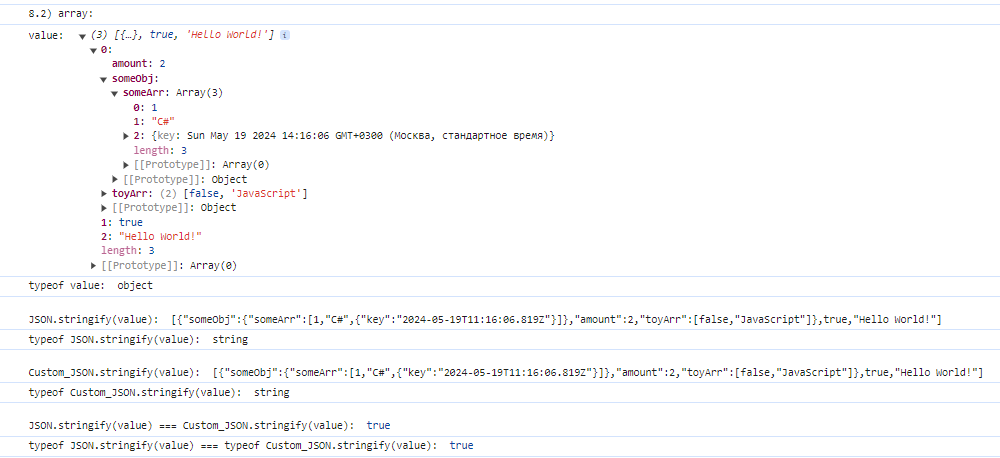 8.2) array:
value: (3) [{…}, true, 'Hello World!'] i
0:
amount: 2
someObj:
someArr: Array(3)
0: 1
1: "C#"
2: {key: Sun May 19 2024 14:16:06 GMT+0300 (Москва, стандартное время)}
length: 3
[[Prototype]]: Array(0)
[[Prototype]]: Object
toyArr: (2) [false, 'JavaScript']
[[Prototype]]: Object
1: true
2: "Hello World!"
length: 3
[[Prototype]]: Array(0)
typeof value: object
JSON.stringify(value): [{"someObj":{"someArr":[1,"C#",{"key":"2024-05-19T11:16:06.819Z"}]},"amount":2,"toyArr":[false,"JavaScript"]},true,"Hello World!"]
typeof JSON.stringify(value): string
Custom_JSON.stringify(value): [{"someObj":{"someArr":[1,"C#",{"key":"2024-05-19T11:16:06.819Z"}]},"amount":2,"toyArr":[false,"JavaScript"]},true,"Hello World!"]
typeof Custom_JSON.stringify(value): string
JSON.stringify(value) === Custom_JSON.stringify(value): true
typeof JSON.stringify(value) === typeof Custom_JSON.stringify(value): true